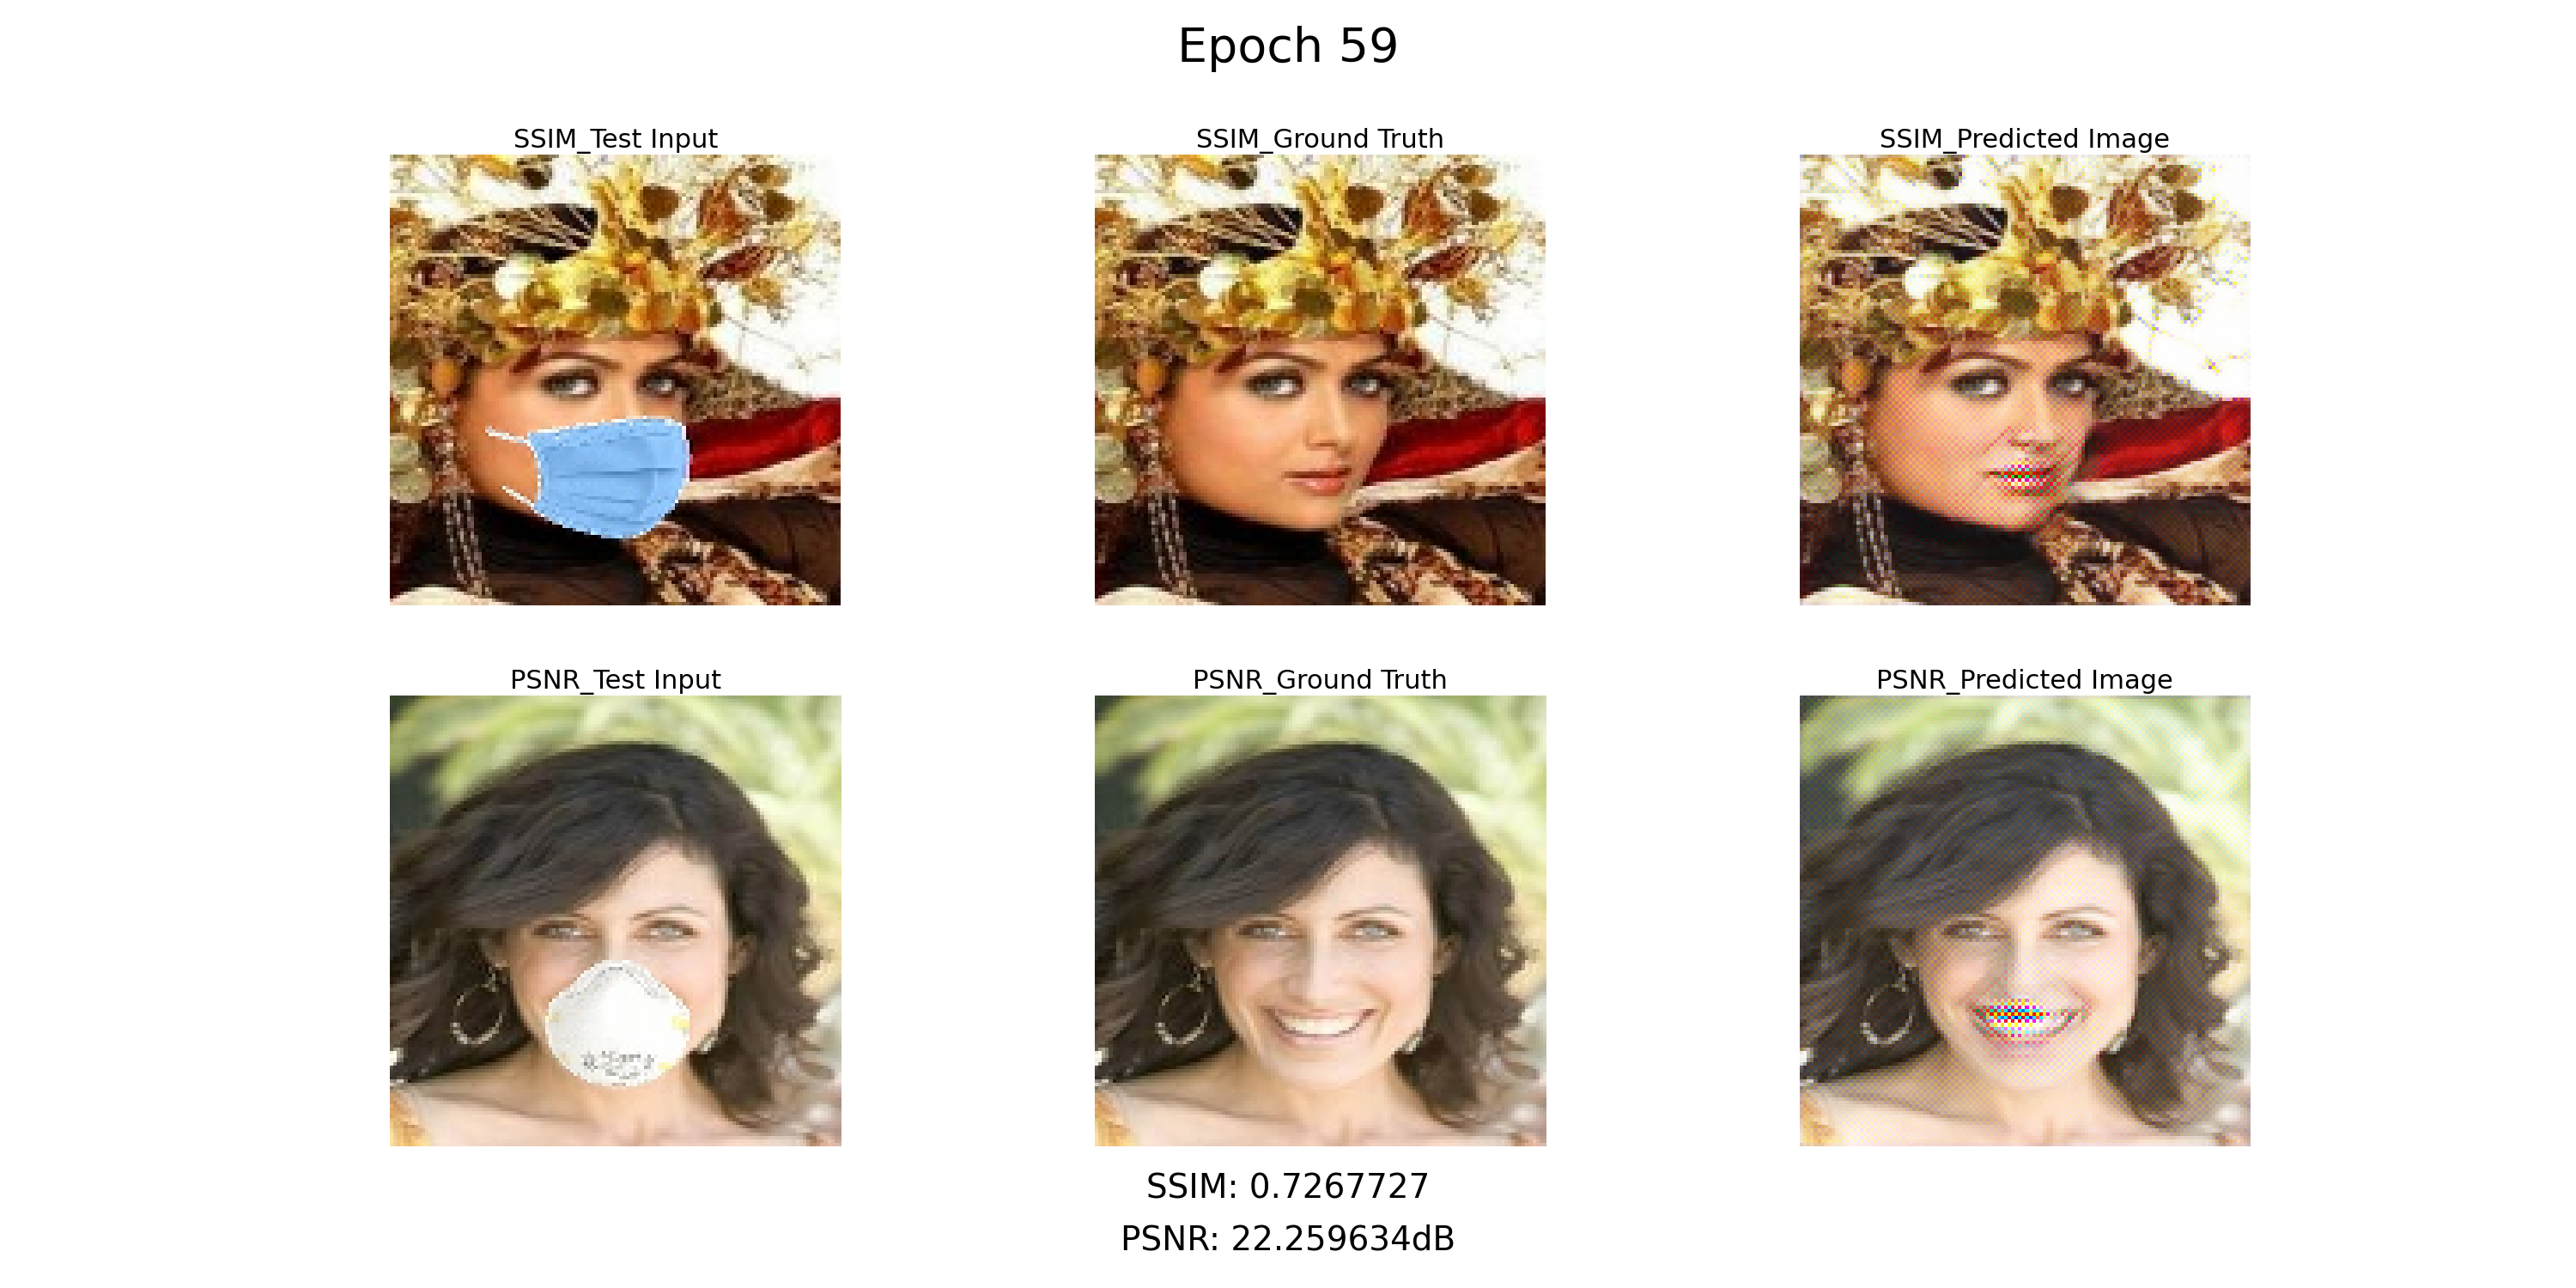 Epoch 59
SSIM_Test Input
SSIM_Ground Truth
SSIM_Predicted Image
PSNR_Test Input
PSNR_Ground Truth
PSNR_Predicted Image
SSIM: 0.7267727
PSNR: 22.259634dB